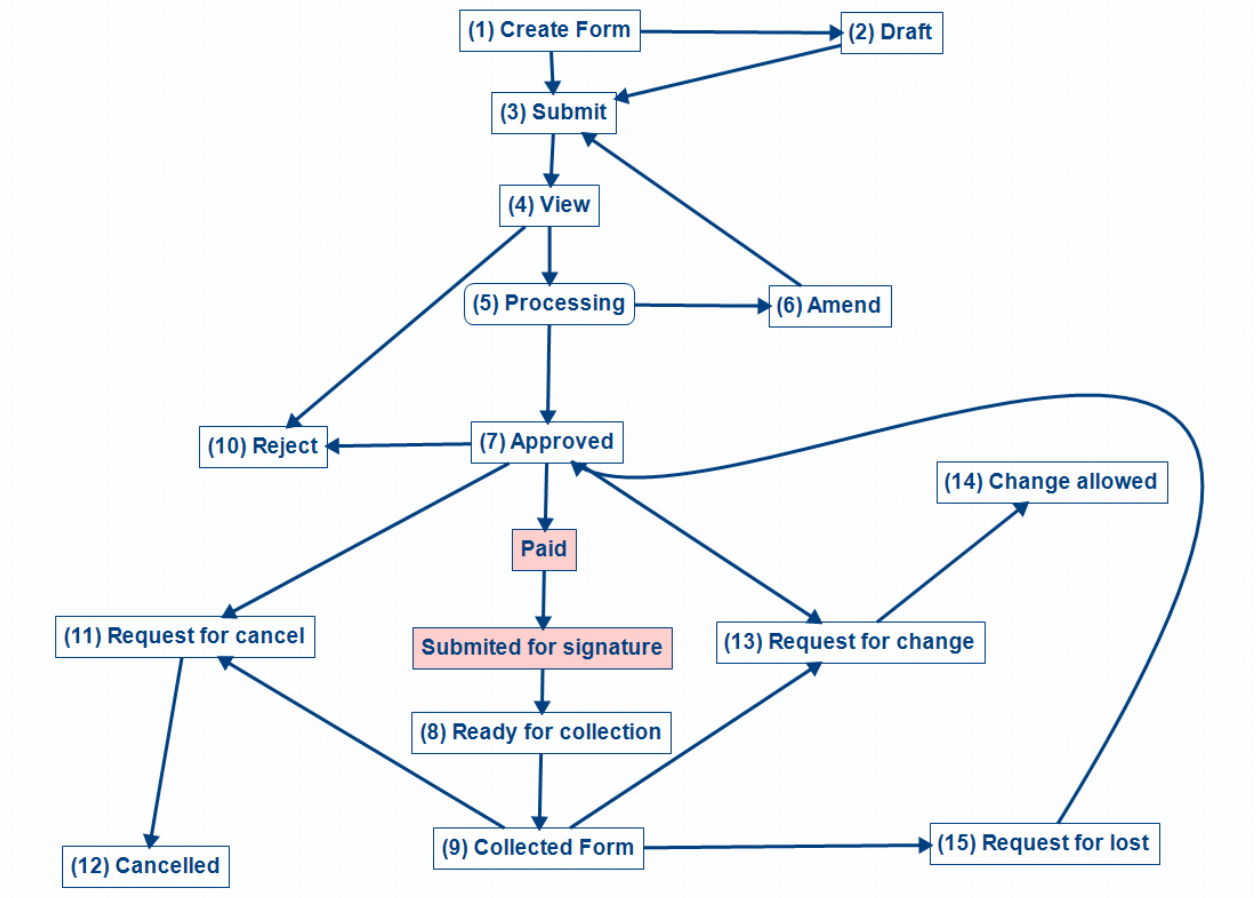 (1) Create Form
(2) Draft
(3) Submit
(4) View
(5) Processing
(6) Amend
(10) Reject
(7) Approved
(14) Change allowed
Paid
(11) Request for cancel
Submited for signature
(13) Request for change
(8) Ready for collection
(12) Cancelled
(9) Collected Form
(15) Request for lost